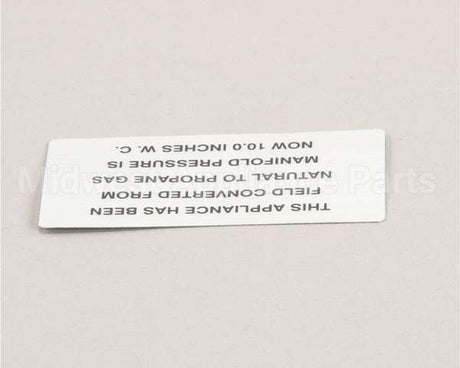 THIS APPLIANCE HAS BEEN
FIELD CONVERTED FROM
NATURAL TO PROPANE GAS
MANIFOLD PRESSURE IS
NOW 10.0 INCHES W. C.